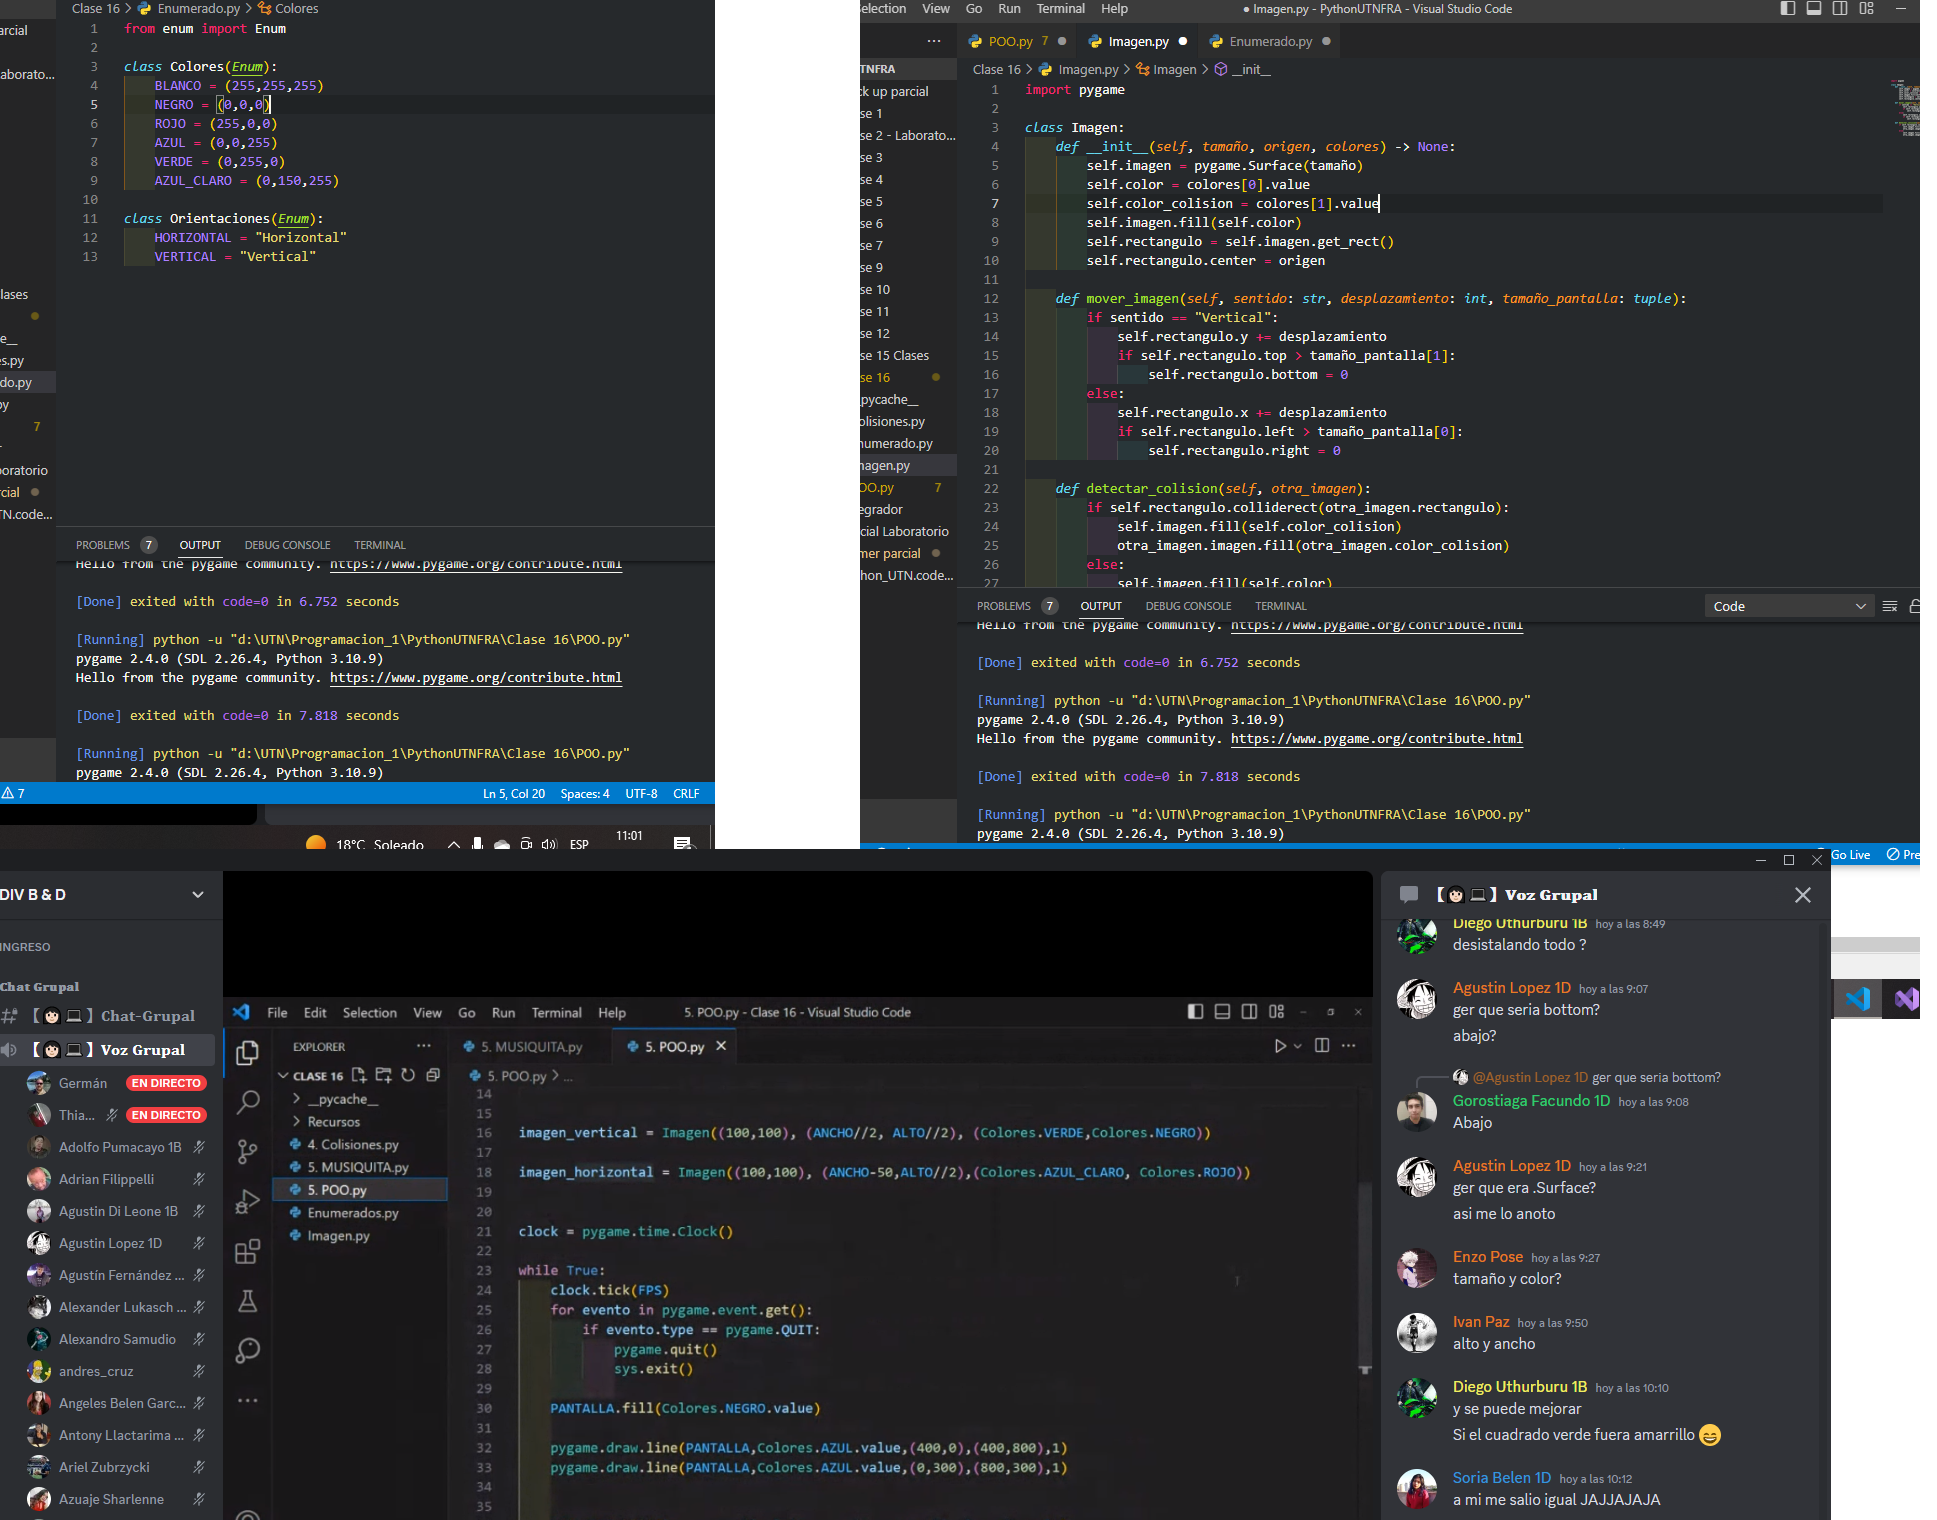 Clase 16 > Enumerado.py > Colores
1 from enum import Enum
2
3 class Colores(Enum):
4 BLANCO = (255,255,255)
5 NEGRO = (0,0,0)
6 ROJO = (255,0,0)
7 AZUL = (0,0,255)
8 VERDE = (0,255,0)
9 AZUL_CLARO = (0,150,255)
10
11 class Orientaciones(Enum):
12 HORIZONTAL = "Horizontal"
13 VERTICAL = "Vertical"
PROBLEMS 7 OUTPUT DEBUG CONSOLE TERMINAL
Hello from the pygame community. https://www.pygame.org/contribute.html
[Done] exited with code=0 in 6.752 seconds
[Running] python -u "d:\UTN\Programacion_1\PythonUTNFRA\Clase 16\POO.py"
pygame 2.4.0 (SDL 2.26.4, Python 3.10.9)
Hello from the pygame community. https://www.pygame.org/contribute.html
[Done] exited with code=0 in 7.818 seconds
[Running] python -u "d:\UTN\Programacion_1\PythonUTNFRA\Clase 16\POO.py"
pygame 2.4.0 (SDL 2.26.4, Python 3.10.9)
7 Ln 5, Col 20 Spaces: 4 UTF-8 CRLF
18°C Soleado ESP 11:01
arcial
aborato...
lases
e__
es.py
do.py
py
7
boratorio
rcial
TN.code...
election View Go Run Terminal Help ● Imagen.py - PythonUTNFRA - Visual Studio Code
POO.py 7 Imagen.py Enumerado.py
Clase 16 > Imagen.py > Imagen > __init__
TNFRA
ck up parcial
se 1
se 2 - Laborato...
se 3
se 4
se 5
se 6
se 7
se 9
se 10
se 11
se 12
se 15 Clases
se 16
pycache__
olisiones.py
numerado.py
nagen.py
OO.py 7
egrador
cial Laboratorio
mer parcial
hon_UTN.code...
1 import pygame
2
3 class Imagen:
4 def __init__(self, tamaño, origen, colores) -> None:
5 self.imagen = pygame.Surface(tamaño)
6 self.color = colores[0].value
7 self.color_colision = colores[1].value
8 self.imagen.fill(self.color)
9 self.rectangulo = self.imagen.get_rect()
10 self.rectangulo.center = origen
11
12 def mover_imagen(self, sentido: str, desplazamiento: int, tamaño_pantalla: tuple):
13 if sentido == "Vertical":
14 self.rectangulo.y += desplazamiento
15 if self.rectangulo.top > tamaño_pantalla[1]:
16 self.rectangulo.bottom = 0
17 else:
18 self.rectangulo.x += desplazamiento
19 if self.rectangulo.left > tamaño_pantalla[0]:
20 self.rectangulo.right = 0
21
22 def detectar_colision(self, otra_imagen):
23 if self.rectangulo.colliderect(otra_imagen.rectangulo):
24 self.imagen.fill(self.color_colision)
25 otra_imagen.imagen.fill(otra_imagen.color_colision)
26 else:
27 self.imagen.fill(self.color)
PROBLEMS 7 OUTPUT DEBUG CONSOLE TERMINAL Code
Hello from the pygame community. https://www.pygame.org/contribute.html
[Done] exited with code=0 in 6.752 seconds
[Running] python -u "d:\UTN\Programacion_1\PythonUTNFRA\Clase 16\POO.py"
pygame 2.4.0 (SDL 2.26.4, Python 3.10.9)
Hello from the pygame community. https://www.pygame.org/contribute.html
[Done] exited with code=0 in 7.818 seconds
[Running] python -u "d:\UTN\Programacion_1\PythonUTNFRA\Clase 16\POO.py"
pygame 2.4.0 (SDL 2.26.4, Python 3.10.9)
Go Live Pre
DIV B & D
INGRESO
Chat Grupal
【👩🏻💻】Chat-Grupal
【👩🏻💻】Voz Grupal
Germán EN DIRECTO
Thia... EN DIRECTO
Adolfo Pumacayo 1B
Adrian Filippelli
Agustin Di Leone 1B
Agustin Lopez 1D
Agustín Fernández ...
Alexander Lukasch ...
Alexandro Samudio
andres_cruz
Angeles Belen Garc...
Antony Llactarima ...
Ariel Zubrzycki
Azuaje Sharlenne
File Edit Selection View Go Run Terminal Help 5. POO.py - Clase 16 - Visual Studio Code
EXPLORER ...
CLASE 16
__pycache__
Recursos
4. Colisiones.py
5. MUSIQUITA.py
5. POO.py
Enumerados.py
Imagen.py
5. MUSIQUITA.py 5. POO.py
5. POO.py > ...
14
15
16 imagen_vertical = Imagen((100,100), (ANCHO//2, ALTO//2), (Colores.VERDE,Colores.NEGRO))
17
18 imagen_horizontal = Imagen((100,100), (ANCHO-50,ALTO//2),(Colores.AZUL_CLARO, Colores.ROJO))
19
20
21 clock = pygame.time.Clock()
22
23 while True:
24 clock.tick(FPS)
25 for evento in pygame.event.get():
26 if evento.type == pygame.QUIT:
27 pygame.quit()
28 sys.exit()
29
30 PANTALLA.fill(Colores.NEGRO.value)
31
32 pygame.draw.line(PANTALLA,Colores.AZUL.value,(400,0),(400,800),1)
33 pygame.draw.line(PANTALLA,Colores.AZUL.value,(0,300),(800,300),1)
34
35
【👩🏻💻】Voz Grupal
Diego Uthurburu 1B hoy a las 8:49
desistalando todo ?
Agustin Lopez 1D hoy a las 9:07
ger que seria bottom?
abajo?
@Agustin Lopez 1D ger que seria bottom?
Gorostiaga Facundo 1D hoy a las 9:08
Abajo
Agustin Lopez 1D hoy a las 9:21
ger que era .Surface?
asi me lo anoto
Enzo Pose hoy a las 9:27
tamaño y color?
Ivan Paz hoy a las 9:50
alto y ancho
Diego Uthurburu 1B hoy a las 10:10
y se puede mejorar
Si el cuadrado verde fuera amarrillo 😄
Soria Belen 1D hoy a las 10:12
a mi me salio igual JAJJAJAJA